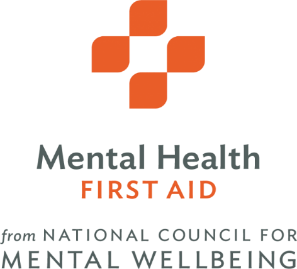 Mental Health
FIRST AID
from NATIONAL COUNCIL FOR
MENTAL WELLBEING